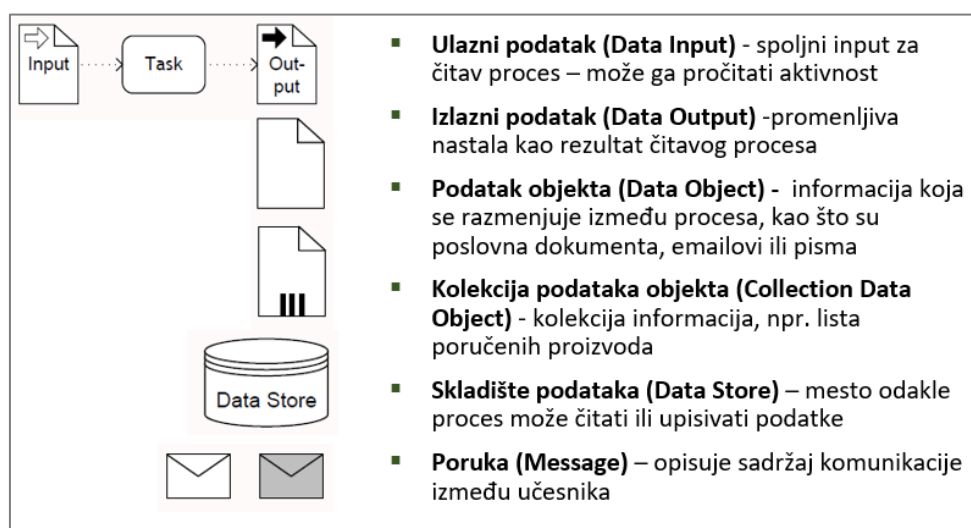 Input
Task
Out-
put
Data Store
▪ Ulazni podatak (Data Input) - spoljni input za
čitav proces – može ga pročitati aktivnost
▪ Izlazni podatak (Data Output) -promenljiva
nastala kao rezultat čitavog procesa
▪ Podatak objekta (Data Object) - informacija koja
se razmenjuje između procesa, kao što su
poslovna dokumenta, emailovi ili pisma
▪ Kolekcija podataka objekta (Collection Data
Object) - kolekcija informacija, npr. lista
poručenih proizvoda
▪ Skladište podataka (Data Store) – mesto odakle
proces može čitati ili upisivati podatke
▪ Poruka (Message) – opisuje sadržaj komunikacije
između učesnika